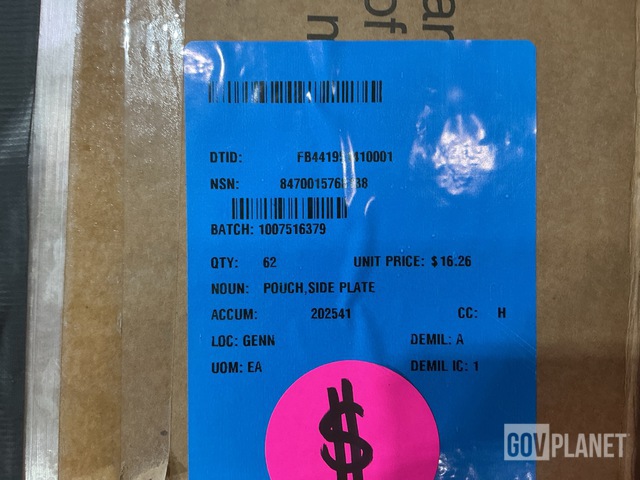 DTID: 
NSN: 
BATCH: 1007516379
QTY: 62 UNIT PRICE: $16.26
NOUN: POUCH,SIDE PLATE
ACCUM: 202541 CC: H
LOC: GENN DEMIL: A
UOM: EA DEMIL IC: 1
$
GOVPLANET
of
n